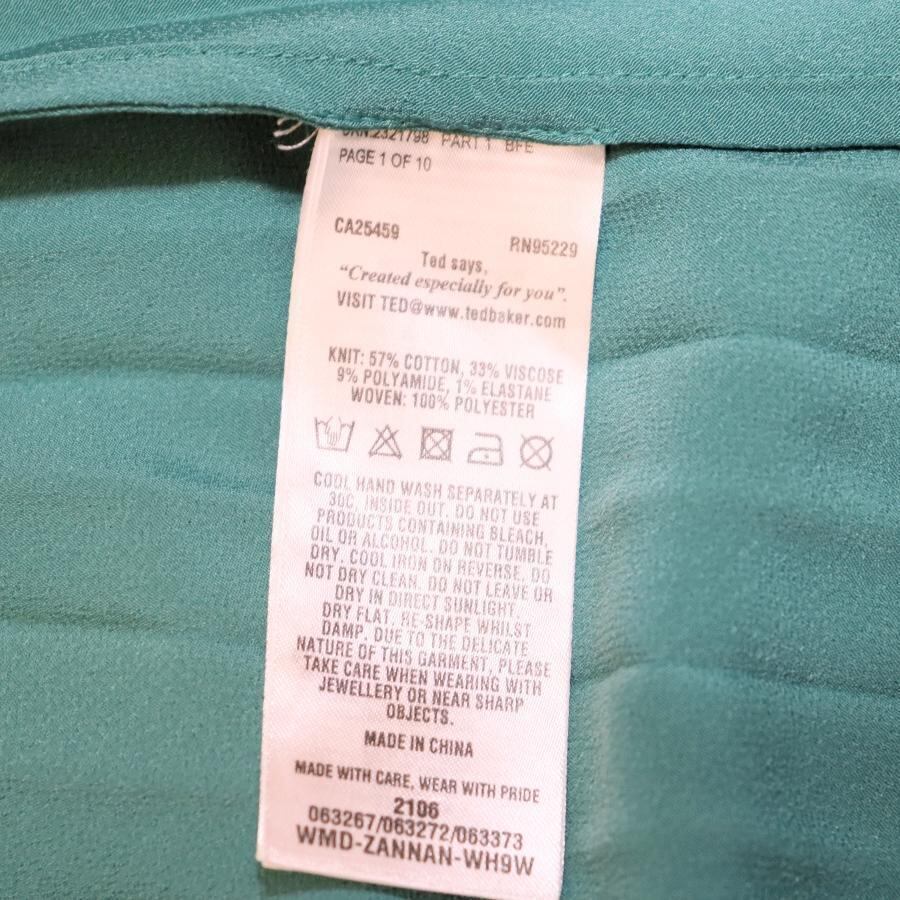 2321798 PART 1 BFE
PAGE 1 OF 10
CA25459
RN95229
Ted says,
"Created especially for you".
VISIT TED@www.tedbaker.com
KNIT: 57% COTTON, 33% VISCOSE
9% POLYAMIDE, 1% ELASTANE
WOVEN: 100% POLYESTER
COOL HAND WASH SEPARATELY AT
30C, INSIDE OUT. DO NOT USE
PRODUCTS CONTAINING BLEACH,
OIL OR ALCOHOL. DO NOT TUMBLE
DRY. COOL IRON ON REVERSE. DO
NOT DRY CLEAN. DO NOT LEAVE OR
DRY IN DIRECT SUNLIGHT.
DRY FLAT. RE-SHAPE WHILST
DAMP. DUE TO THE DELICATE
NATURE OF THIS GARMENT, PLEASE
TAKE CARE WHEN WEARING WITH
JEWELLERY OR NEAR SHARP
OBJECTS.
MADE IN CHINA
MADE WITH CARE, WEAR WITH PRIDE
2106
063267/063272/063373
WMD-ZANNAN-WH9W